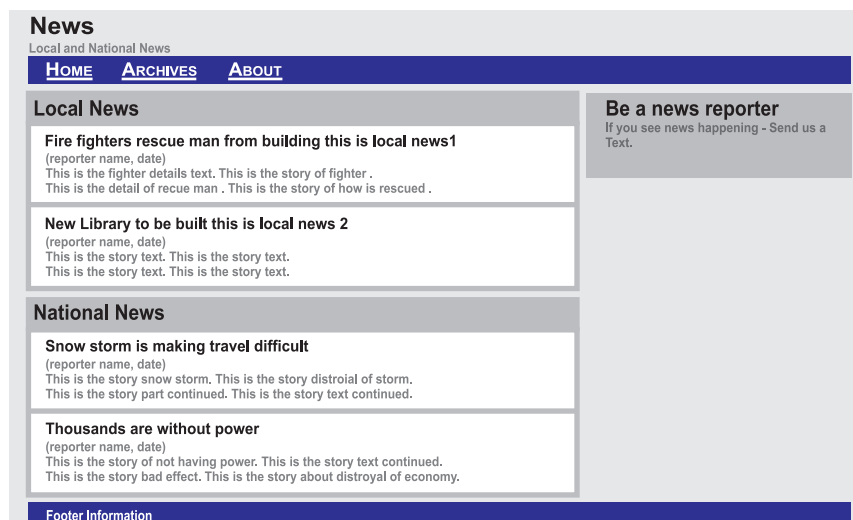 News
Local and National News
HOME ARCHIVES ABOUT
Local News
Fire fighters rescue man from building this is local news1
(reporter name, date)
This is the fighter details text. This is the story of fighter .
This is the detail of recue man . This is the story of how is rescued .
New Library to be built this is local news 2
(reporter name, date)
This is the story text. This is the story text.
This is the story text. This is the story text.
National News
Snow storm is making travel difficult
(reporter name, date)
This is the story snow storm. This is the story distroial of storm.
This is the story part continued. This is the story text continued.
Thousands are without power
(reporter name, date)
This is the story of not having power. This is the story text continued.
This is the story bad effect. This is the story about distroyal of economy.
Be a news reporter
If you see news happening - Send us a
Text.
Footer Information